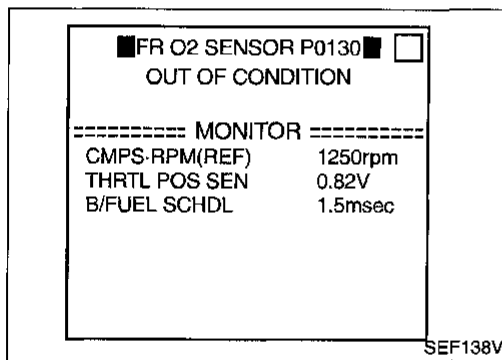 FR O2 SENSOR P0130
OUT OF CONDITION
========== MONITOR ==========
CMPS·RPM(REF) 1250rpm
THRTL POS SEN 0.82V
B/FUEL SCHDL 1.5msec
SEF138V